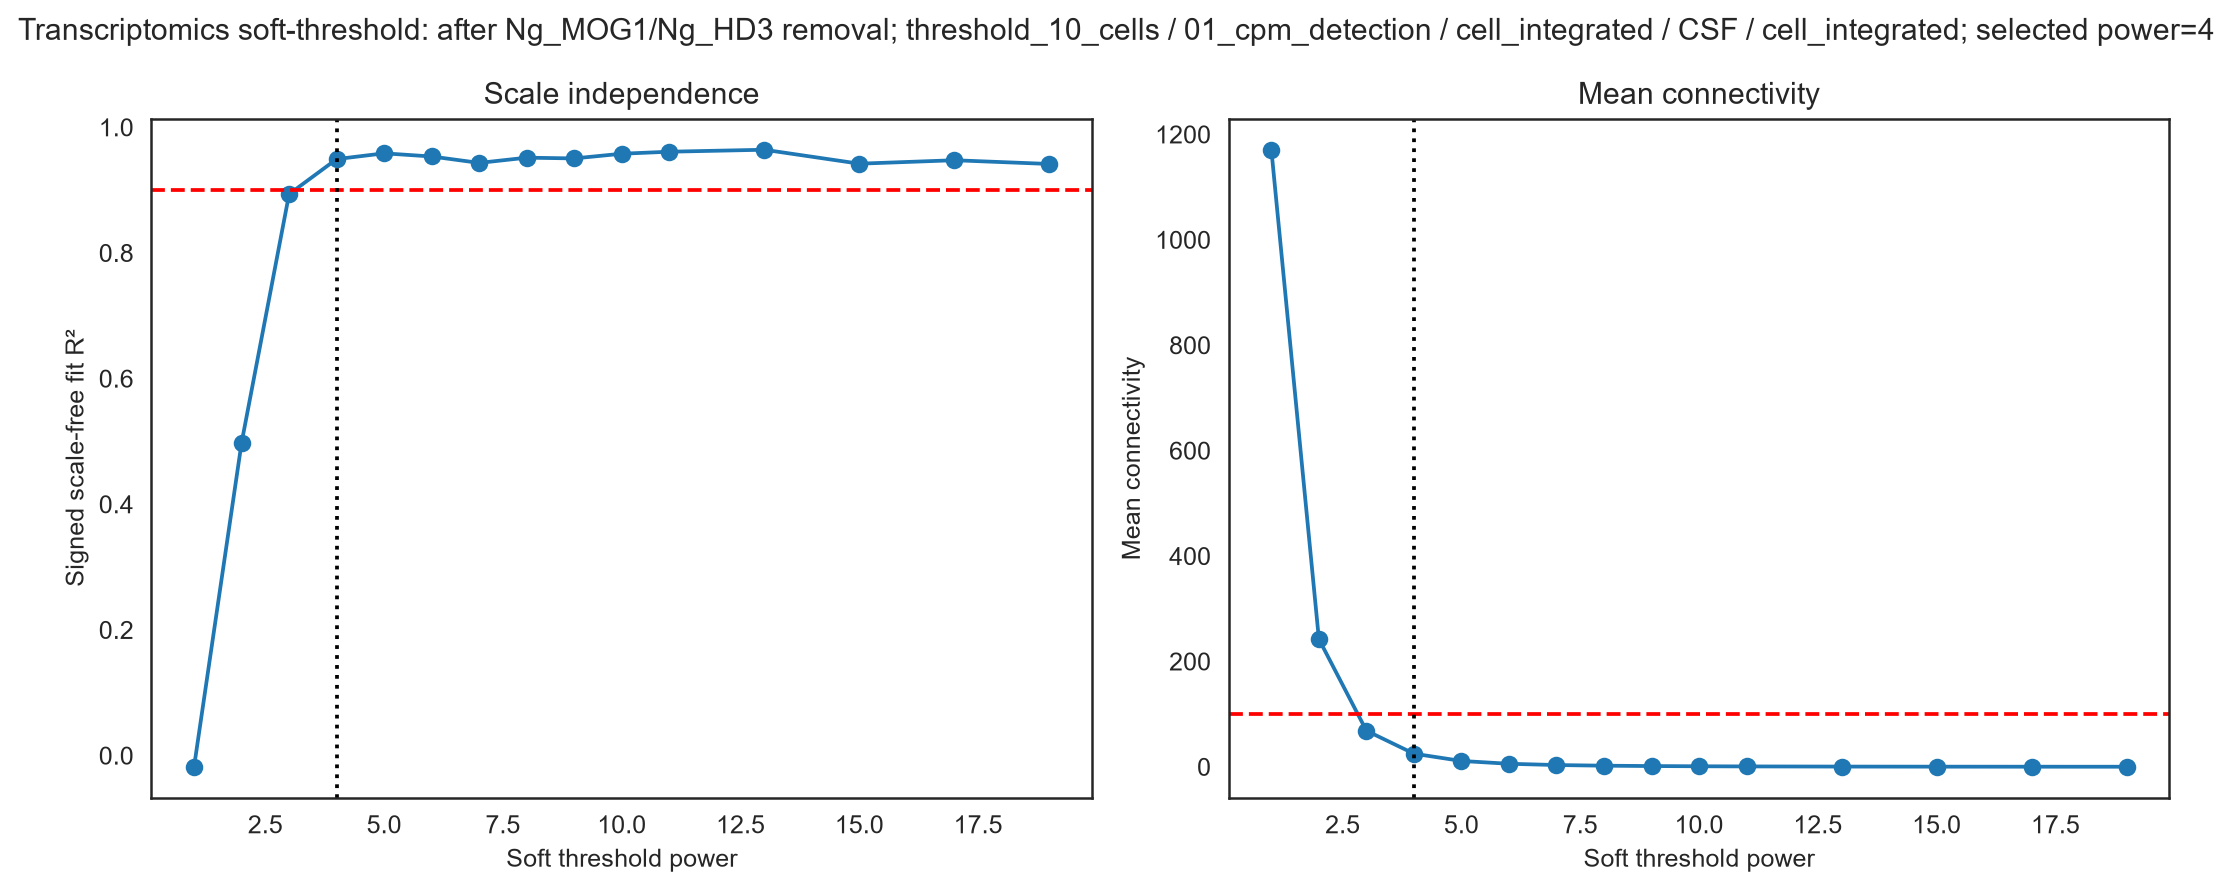 Transcriptomics soft-threshold: after Ng_MOG1/Ng_HD3 removal; threshold_10_cells / 01_cpm_detection / cell_integrated / CSF / cell_integrated; selected power=4
Scale independence
Signed scale-free fit R²
1.0
0.8
0.6
0.4
0.2
0.0
2.5 5.0 7.5 10.0 12.5 15.0 17.5
Soft threshold power
Mean connectivity
Mean connectivity
1200
1000
800
600
400
200
0
2.5 5.0 7.5 10.0 12.5 15.0 17.5
Soft threshold power